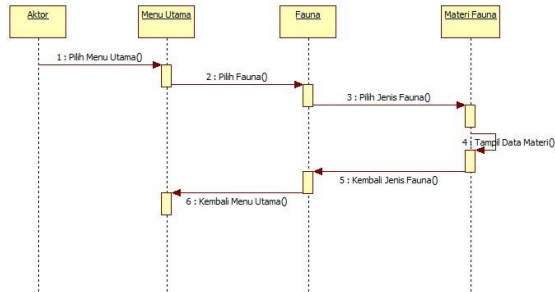 Aktor
Menu Utama
Fauna
Materi Fauna
1 : Pilih Menu Utama()
2 : Pilih Fauna()
3 : Pilih Jenis Fauna()
4 : Tampil Data Materi()
5 : Kembali Jenis Fauna()
6 : Kembali Menu Utama()